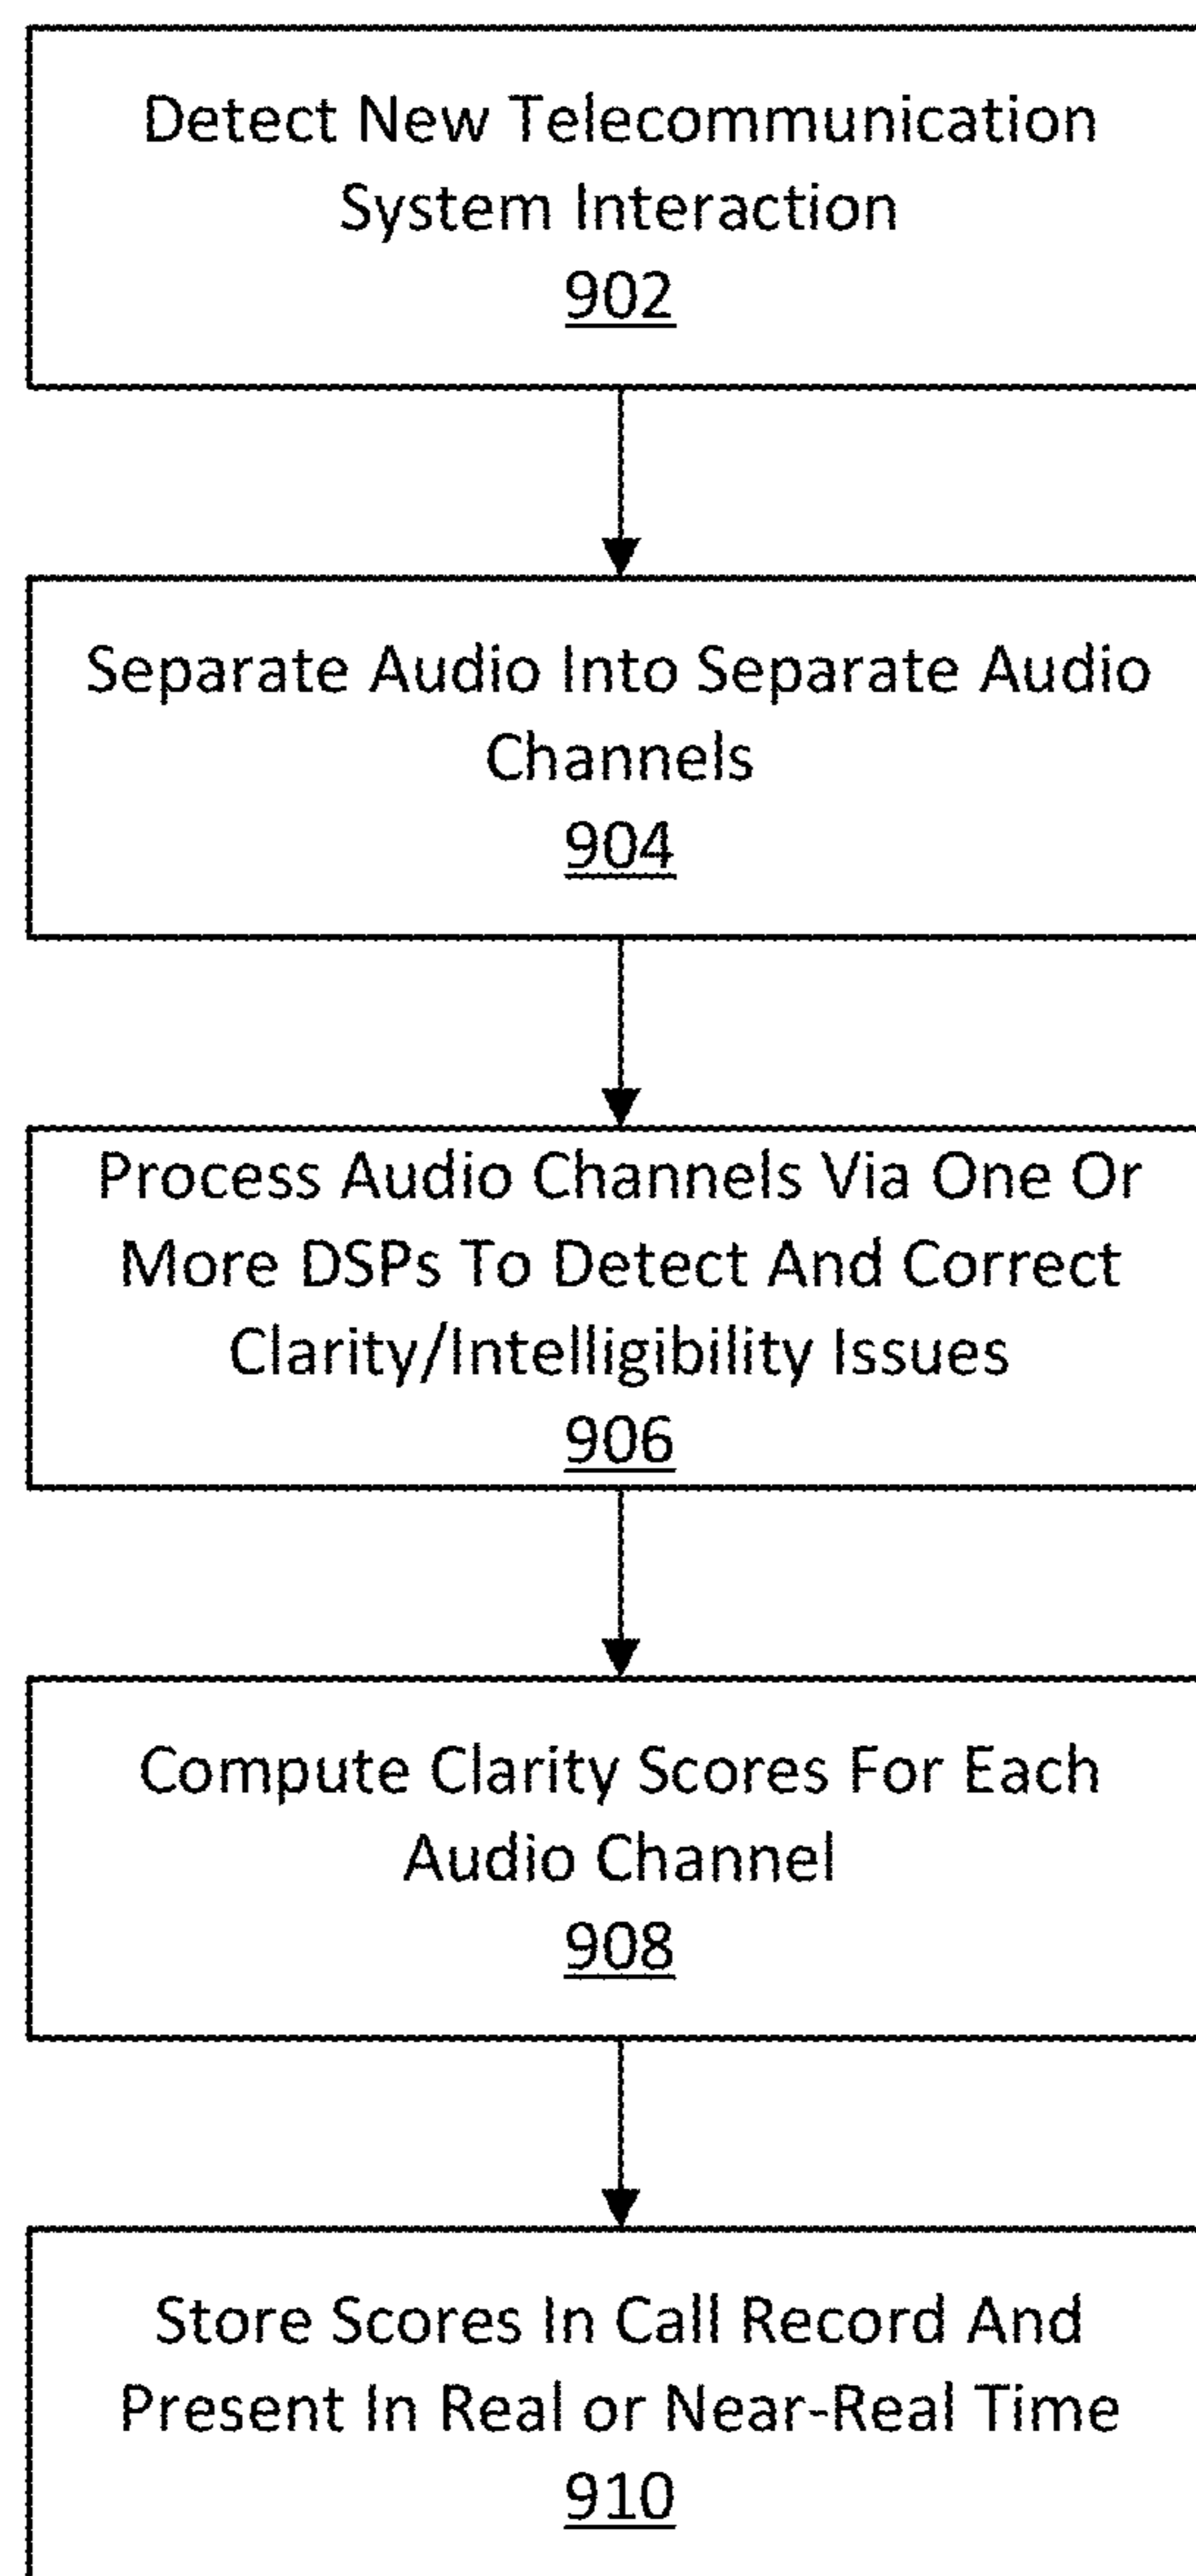 Detect New Telecommunication
System Interaction
902
Separate Audio Into Separate Audio
Channels
904
Process Audio Channels Via One Or
More DSPs To Detect And Correct
Clarity/Intelligibility Issues
906
Compute Clarity Scores For Each
Audio Channel
908
Store Scores In Call Record And
Present In Real or Near-Real Time
910